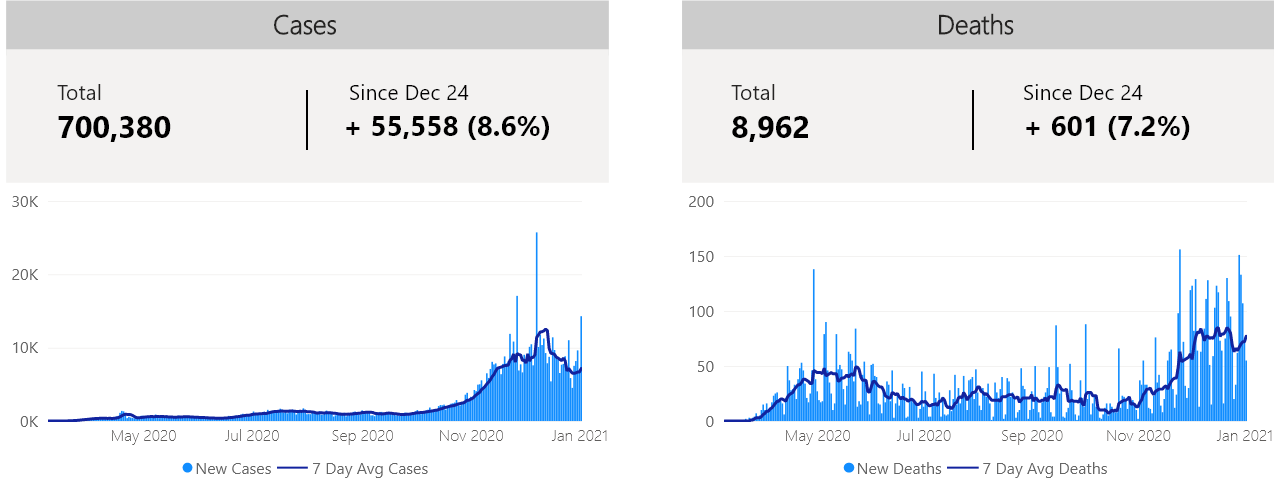 Cases
Total
700,380
Since Dec 24
+ 55,558 (8.6%)
30K
20K
10K
0K
May 2020
Jul 2020
Sep 2020
Nov 2020
Jan 2021
New Cases
7 Day Avg Cases
Deaths
Total
8,962
Since Dec 24
+ 601 (7.2%)
200
150
100
50
0
May 2020
Jul 2020
Sep 2020
Nov 2020
Jan 2021
New Deaths
7 Day Avg Deaths